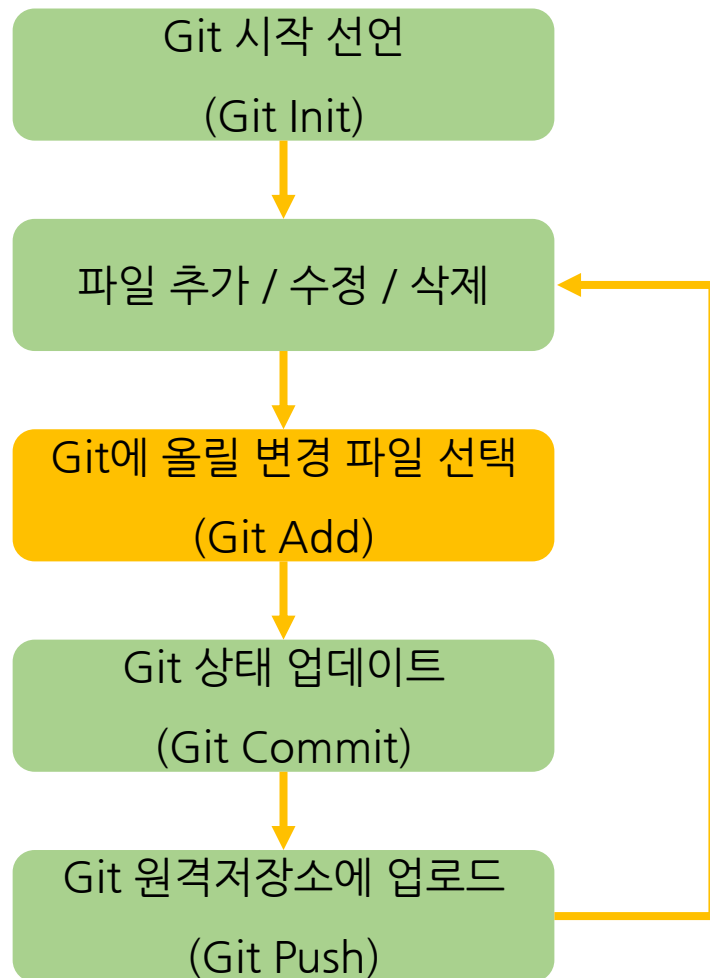 Git 시작 선언
(Git Init)
파일 추가 / 수정 / 삭제
Git에 올릴 변경 파일 선택
(Git Add)
Git 상태 업데이트
(Git Commit)
Git 원격저장소에 업로드
(Git Push)